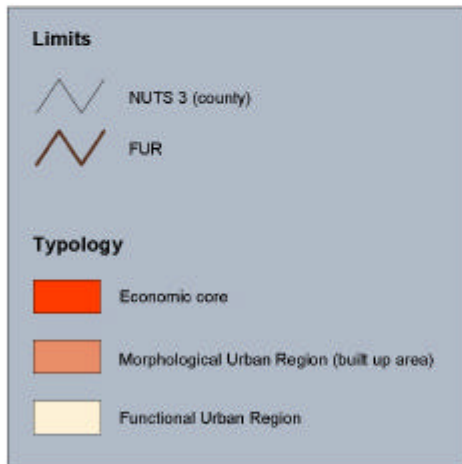 Limits
NUTS 3 (county)
FUR
Typology
Economic core
Morphological Urban Region (built up area)
Functional Urban Region